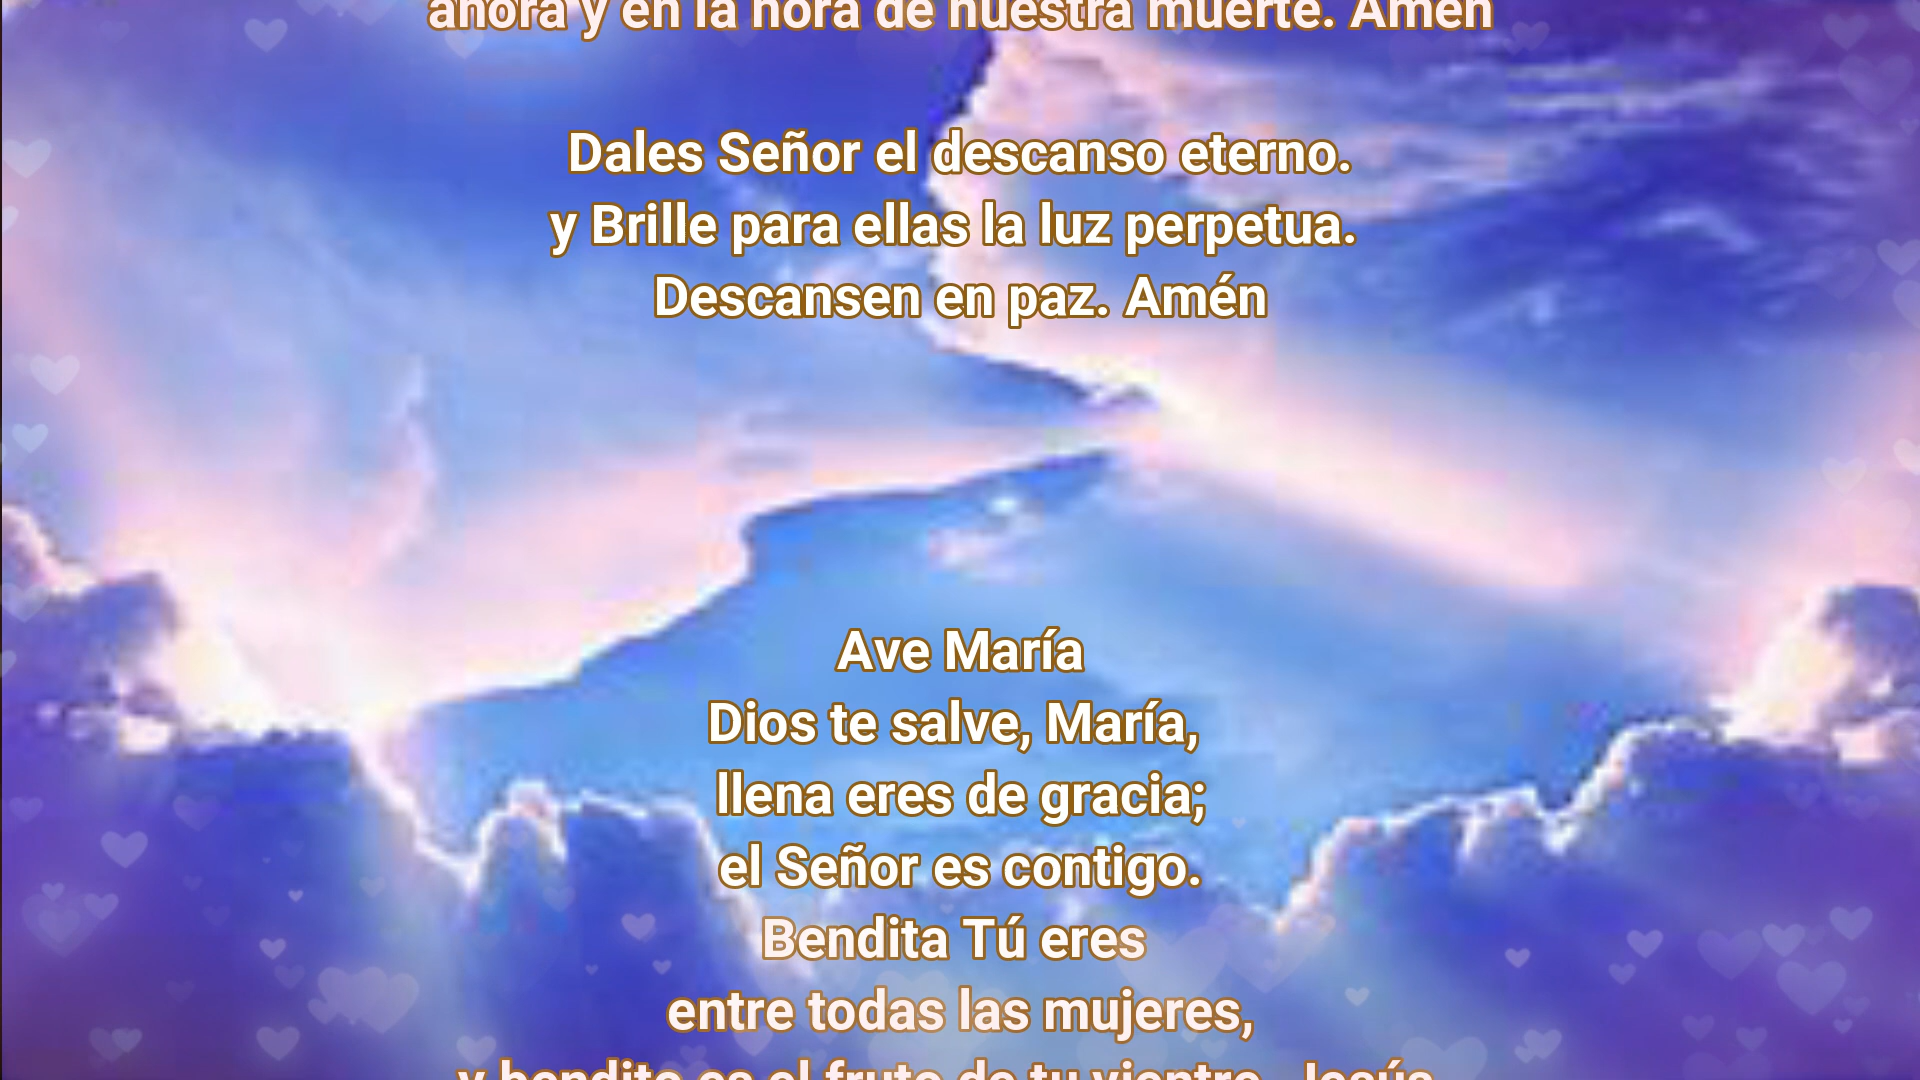 ahora y en la hora de nuestra muerte. Amén
Dales Señor el descanso eterno.
y Brille para ellas la luz perpetua.
Descansen en paz. Amén
Ave María
Dios te salve, María,
llena eres de gracia;
el Señor es contigo.
Bendita Tú eres
entre todas las mujeres,
y bendito es el fruto de tu vientre, Jesús